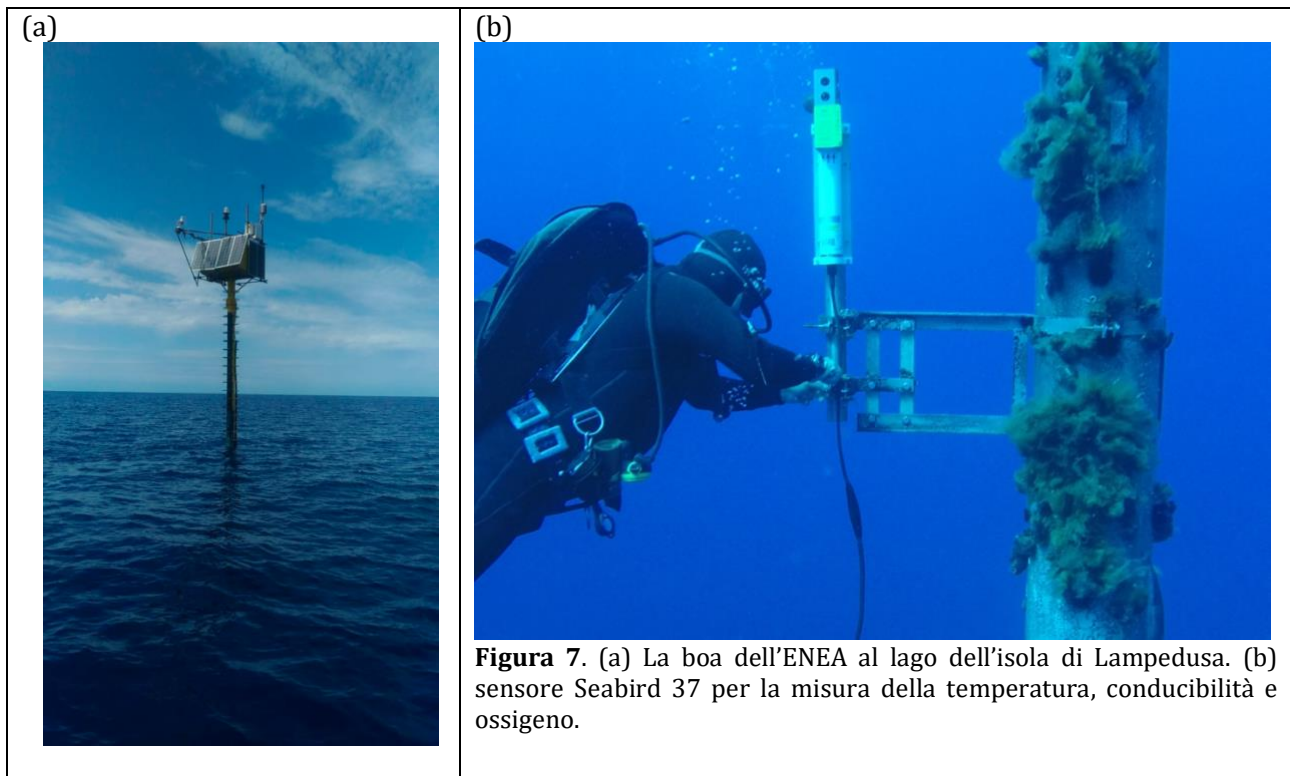 (a)
(b)
Figura 7. (a) La boa dell'ENEA al lago dell'isola di Lampedusa. (b)
sensore Seabird 37 per la misura della temperatura, conducibilità e
ossigeno.